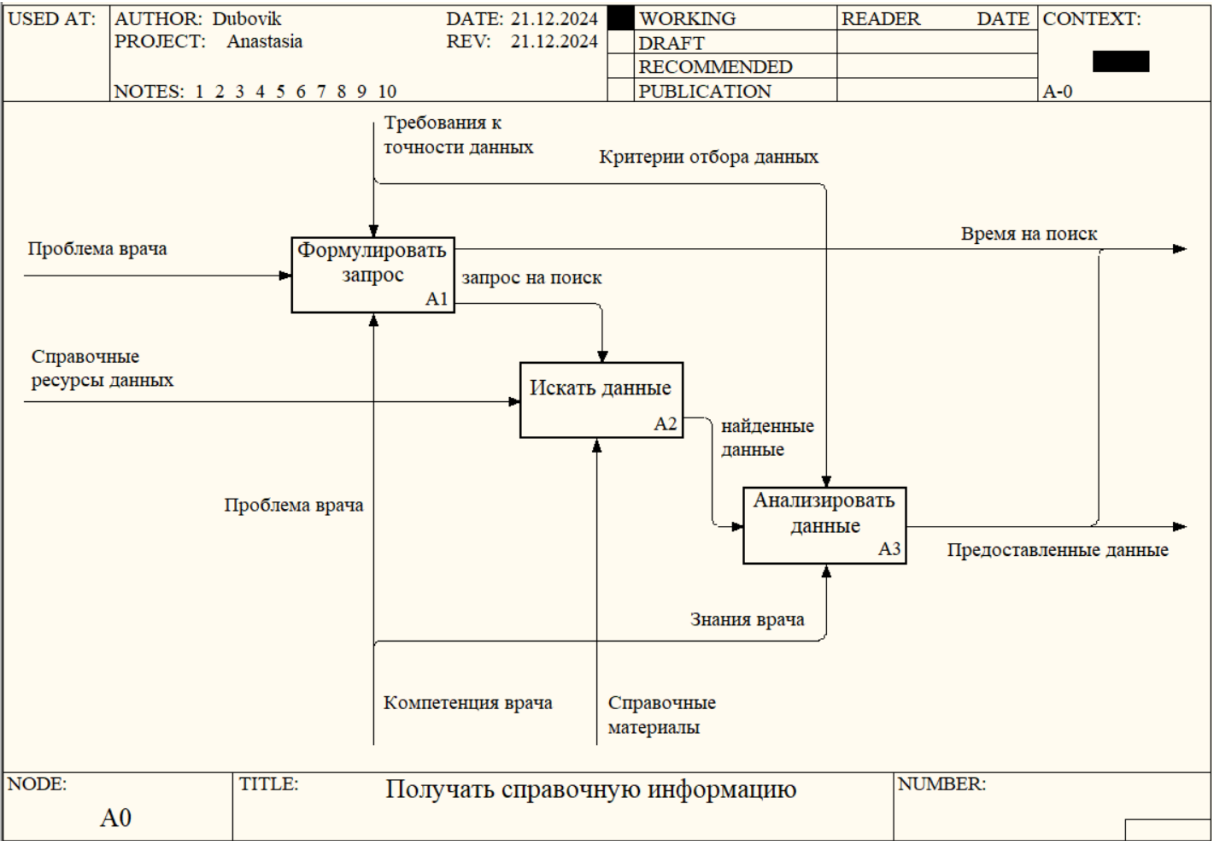 USED AT:
AUTHOR: Dubovik
DATE: 21.12.2024
PROJECT: Anastasia
REV: 21.12.2024
NOTES: 1 2 3 4 5 6 7 8 9 10
WORKING
DRAFT
RECOMMENDED
PUBLICATION
READER DATE
CONTEXT:
A-0
Требования к
точности данных
Критерии отбора данных
Проблема врача
Формулировать
запрос
A1
Время на поиск
запрос на поиск
Справочные
ресурсы данных
Искать данные
A2
найденные
данные
Проблема врача
Анализировать
данные
A3
Предоставленные данные
Знания врача
Компетенция врача
Справочные
материалы
NODE:
A0
TITLE:
Получать справочную информацию
NUMBER: